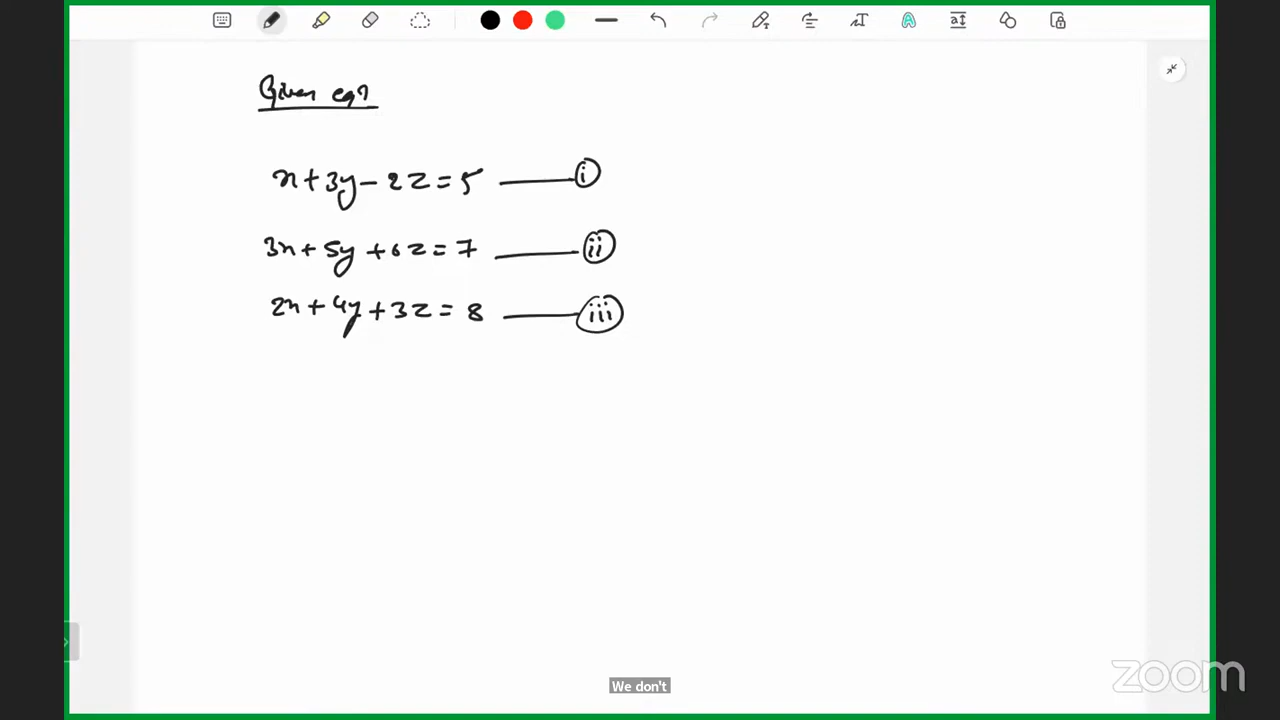 Given eqn
x+3y-2z=5 i
3x+5y+6z=7 ii
2x+4y+3z=8 iii
We don't
zoom